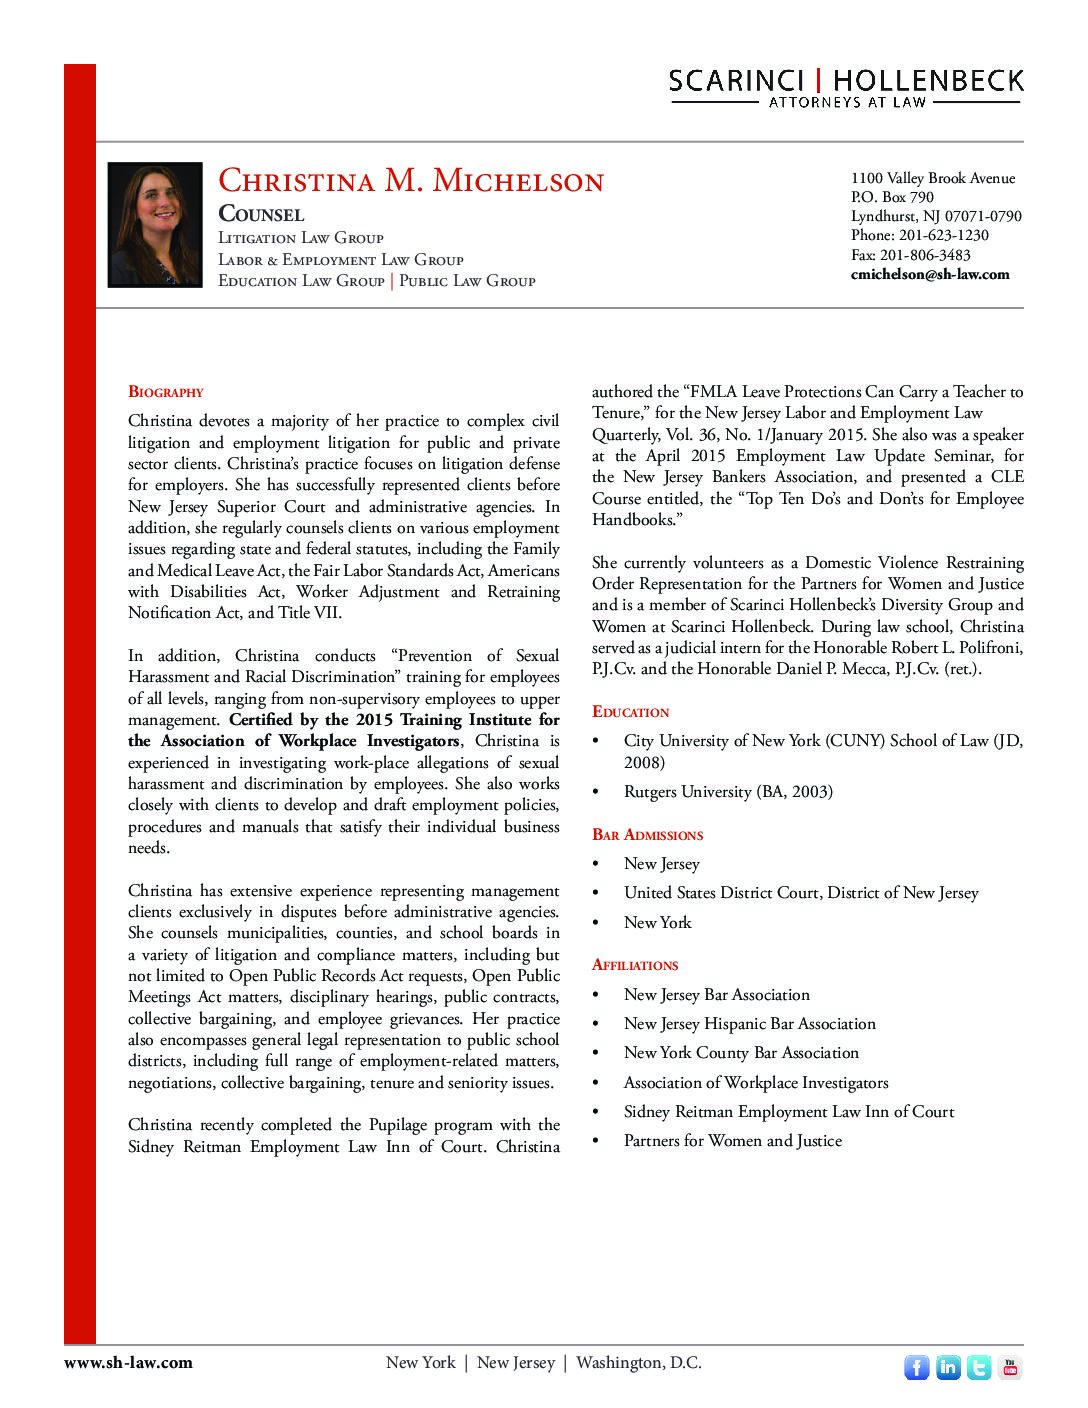 SCARINCI | HOLLENBECK
ATTORNEYS AT LAW
Christina M. Michelson
Counsel
Litigation Law Group
Labor & Employment Law Group
Education Law Group | Public Law Group
1100 Valley Brook Avenue
P.O. Box 790
Lyndhurst, NJ 07071-0790
Phone: 201-623-1230
Fax: 201-806-3483
cmichelson@sh-law.com
Biography
Christina devotes a majority of her practice to complex civil
litigation and employment litigation for public and private
sector clients. Christina’s practice focuses on litigation defense
for employers. She has successfully represented clients before
New Jersey Superior Court and administrative agencies. In
addition, she regularly counsels clients on various employment
issues regarding state and federal statutes, including the Family
and Medical Leave Act, the Fair Labor Standards Act, Americans
with Disabilities Act, Worker Adjustment and Retraining
Notification Act, and Title VII.
In addition, Christina conducts “Prevention of Sexual
Harassment and Racial Discrimination” training for employees
of all levels, ranging from non-supervisory employees to upper
management. Certified by the 2015 Training Institute for
the Association of Workplace Investigators, Christina is
experienced in investigating work-place allegations of sexual
harassment and discrimination by employees. She also works
closely with clients to develop and draft employment policies,
procedures and manuals that satisfy their individual business
needs.
Christina has extensive experience representing management
clients exclusively in disputes before administrative agencies.
She counsels municipalities, counties, and school boards in
a variety of litigation and compliance matters, including but
not limited to Open Public Records Act requests, Open Public
Meetings Act matters, disciplinary hearings, public contracts,
collective bargaining, and employee grievances. Her practice
also encompasses general legal representation to public school
districts, including full range of employment-related matters,
negotiations, collective bargaining, tenure and seniority issues.
Christina recently completed the Pupilage program with the
Sidney Reitman Employment Law Inn of Court. Christina
authored the “FMLA Leave Protections Can Carry a Teacher to
Tenure,” for the New Jersey Labor and Employment Law
Quarterly, Vol. 36, No. 1/January 2015. She also was a speaker
at the April 2015 Employment Law Update Seminar, for
the New Jersey Bankers Association, and presented a CLE
Course entitled, the “Top Ten Do’s and Don’ts for Employee
Handbooks.”
She currently volunteers as a Domestic Violence Restraining
Order Representation for the Partners for Women and Justice
and is a member of Scarinci Hollenbeck’s Diversity Group and
Women at Scarinci Hollenbeck. During law school, Christina
served as a judicial intern for the Honorable Robert L. Polifroni,
P.J.Cv. and the Honorable Daniel P. Mecca, P.J.Cv. (ret.).
Education
• City University of New York (CUNY) School of Law (JD,
2008)
• Rutgers University (BA, 2003)
Bar Admissions
• New Jersey
• United States District Court, District of New Jersey
• New York
Affiliations
• New Jersey Bar Association
• New Jersey Hispanic Bar Association
• New York County Bar Association
• Association of Workplace Investigators
• Sidney Reitman Employment Law Inn of Court
• Partners for Women and Justice
www.sh-law.com
New York | New Jersey | Washington, D.C.
f in t You Tube